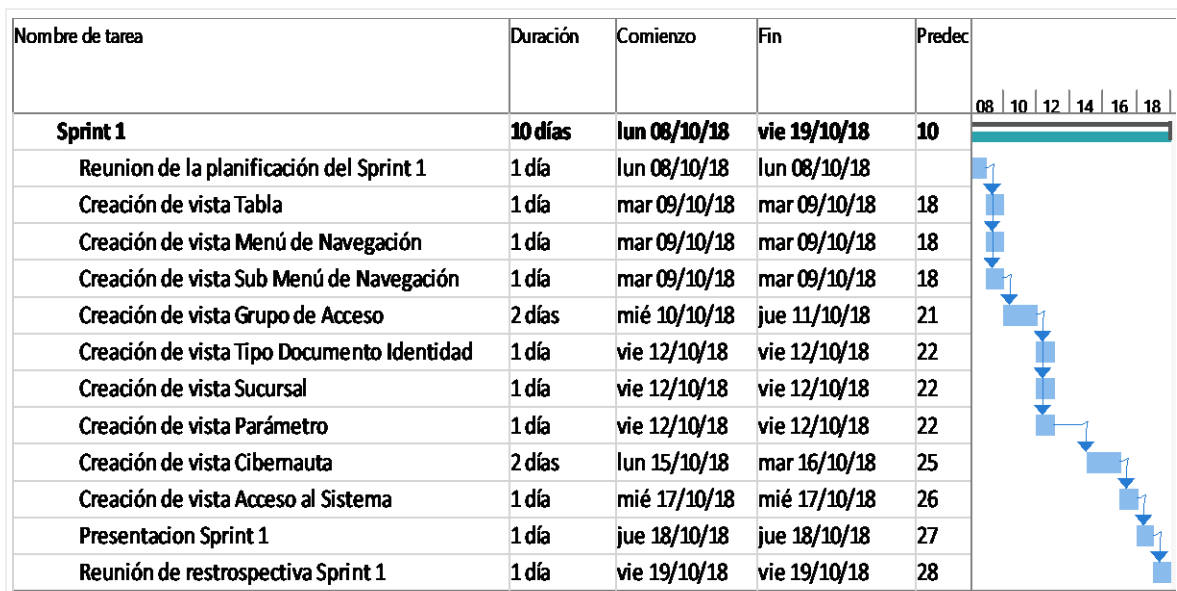 Nombre de tarea Duración Comienzo Fin Predec
08 10 12 14 16 18
Sprint 1 10 días lun 08/10/18 vie 19/10/18 10
Reunion de la planificación del Sprint 1 1 día lun 08/10/18 lun 08/10/18
Creación de vista Tabla 1 día mar 09/10/18 mar 09/10/18 18
Creación de vista Menú de Navegación 1 día mar 09/10/18 mar 09/10/18 18
Creación de vista Sub Menú de Navegación 1 día mar 09/10/18 mar 09/10/18 18
Creación de vista Grupo de Acceso 2 días mié 10/10/18 jue 11/10/18 21
Creación de vista Tipo Documento Identidad 1 día vie 12/10/18 vie 12/10/18 22
Creación de vista Sucursal 1 día vie 12/10/18 vie 12/10/18 22
Creación de vista Parámetro 1 día vie 12/10/18 vie 12/10/18 22
Creación de vista Cibernauta 2 días lun 15/10/18 mar 16/10/18 25
Creación de vista Acceso al Sistema 1 día mié 17/10/18 mié 17/10/18 26
Presentacion Sprint 1 1 día jue 18/10/18 jue 18/10/18 27
Reunión de restrospectiva Sprint 1 1 día vie 19/10/18 vie 19/10/18 28